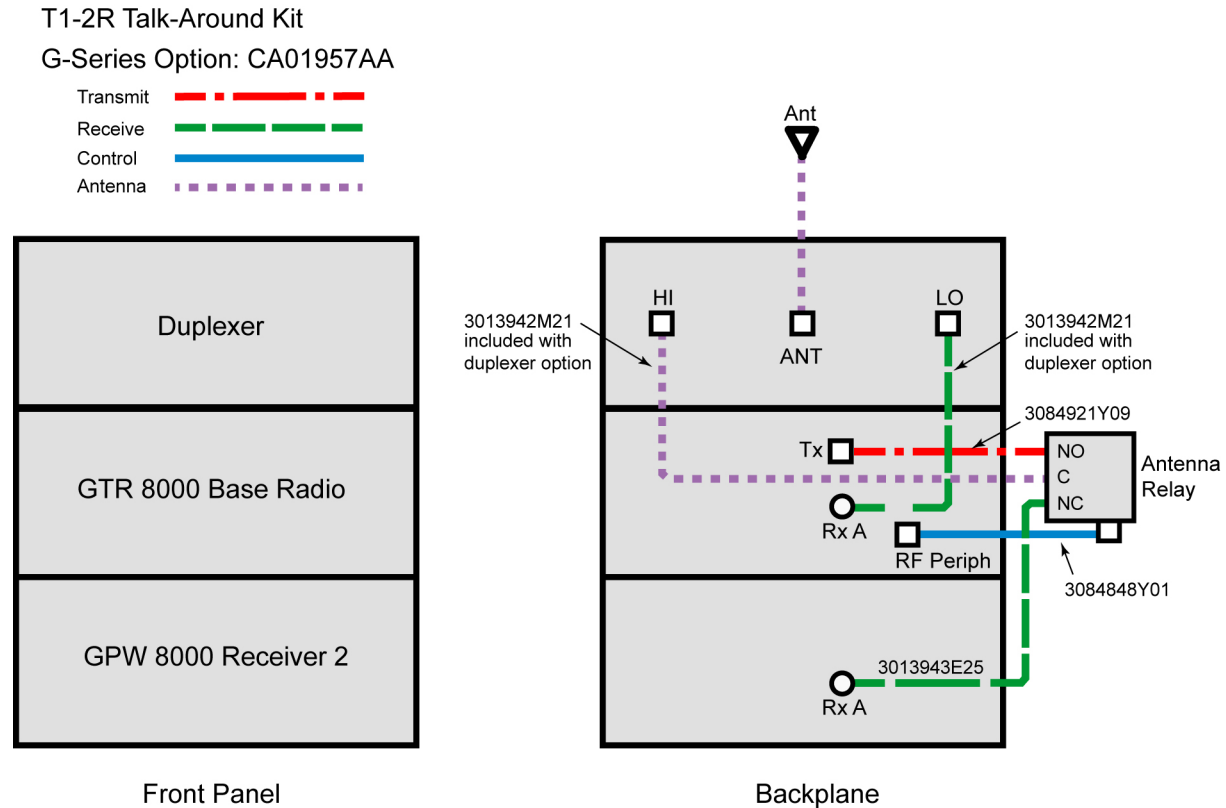 T1-2R Talk-Around Kit
G-Series Option: CA01957AA
Transmit
Receive
Control
Antenna
Duplexer
GTR 8000 Base Radio
GPW 8000 Receiver 2
Front Panel
Ant
HI
LO
ANT
3013942M21
included with
duplexer option
3013942M21
included with
duplexer option
3084921Y09
Tx
NO
C
NC
Antenna
Relay
Rx A
RF Periph
3084848Y01
3013943E25
Rx A
Backplane